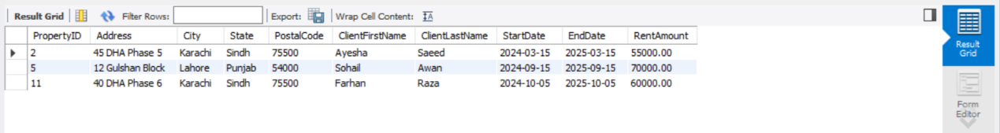 Result Grid Filter Rows: Export: Wrap Cell Content:
PropertyID Address City State PostalCode ClientFirstName ClientLastName StartDate EndDate RentAmount
2 45 DHA Phase 5 Karachi Sindh 75500 Ayesha Saeed 2024-03-15 2025-03-15 55000.00
5 12 Gulshan Block Lahore Punjab 54000 Sohail Awan 2024-09-15 2025-09-15 70000.00
11 40 DHA Phase 6 Karachi Sindh 75500 Farhan Raza 2024-10-05 2025-10-05 60000.00
Result
Grid
Form
Editor